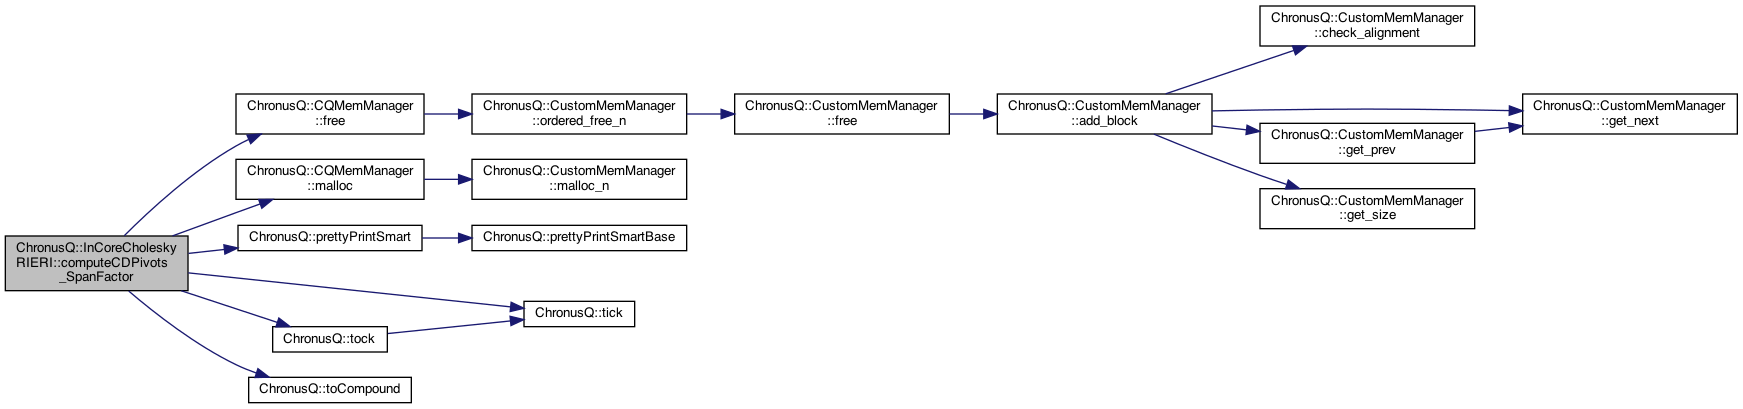 ChronusQ::InCoreCholesky
RIERI::computeCDPivots
_SpanFactor
ChronusQ::CQMemManager
::free
ChronusQ::CustomMemManager
::ordered_free_n
ChronusQ::CustomMemManager
::free
ChronusQ::CustomMemManager
::add_block
ChronusQ::CustomMemManager
::check_alignment
ChronusQ::CustomMemManager
::get_next
ChronusQ::CustomMemManager
::get_prev
ChronusQ::CustomMemManager
::get_size
ChronusQ::CQMemManager
::malloc
ChronusQ::CustomMemManager
::malloc_n
ChronusQ::prettyPrintSmart
ChronusQ::prettyPrintSmartBase
ChronusQ::tick
ChronusQ::tock
ChronusQ::toCompound